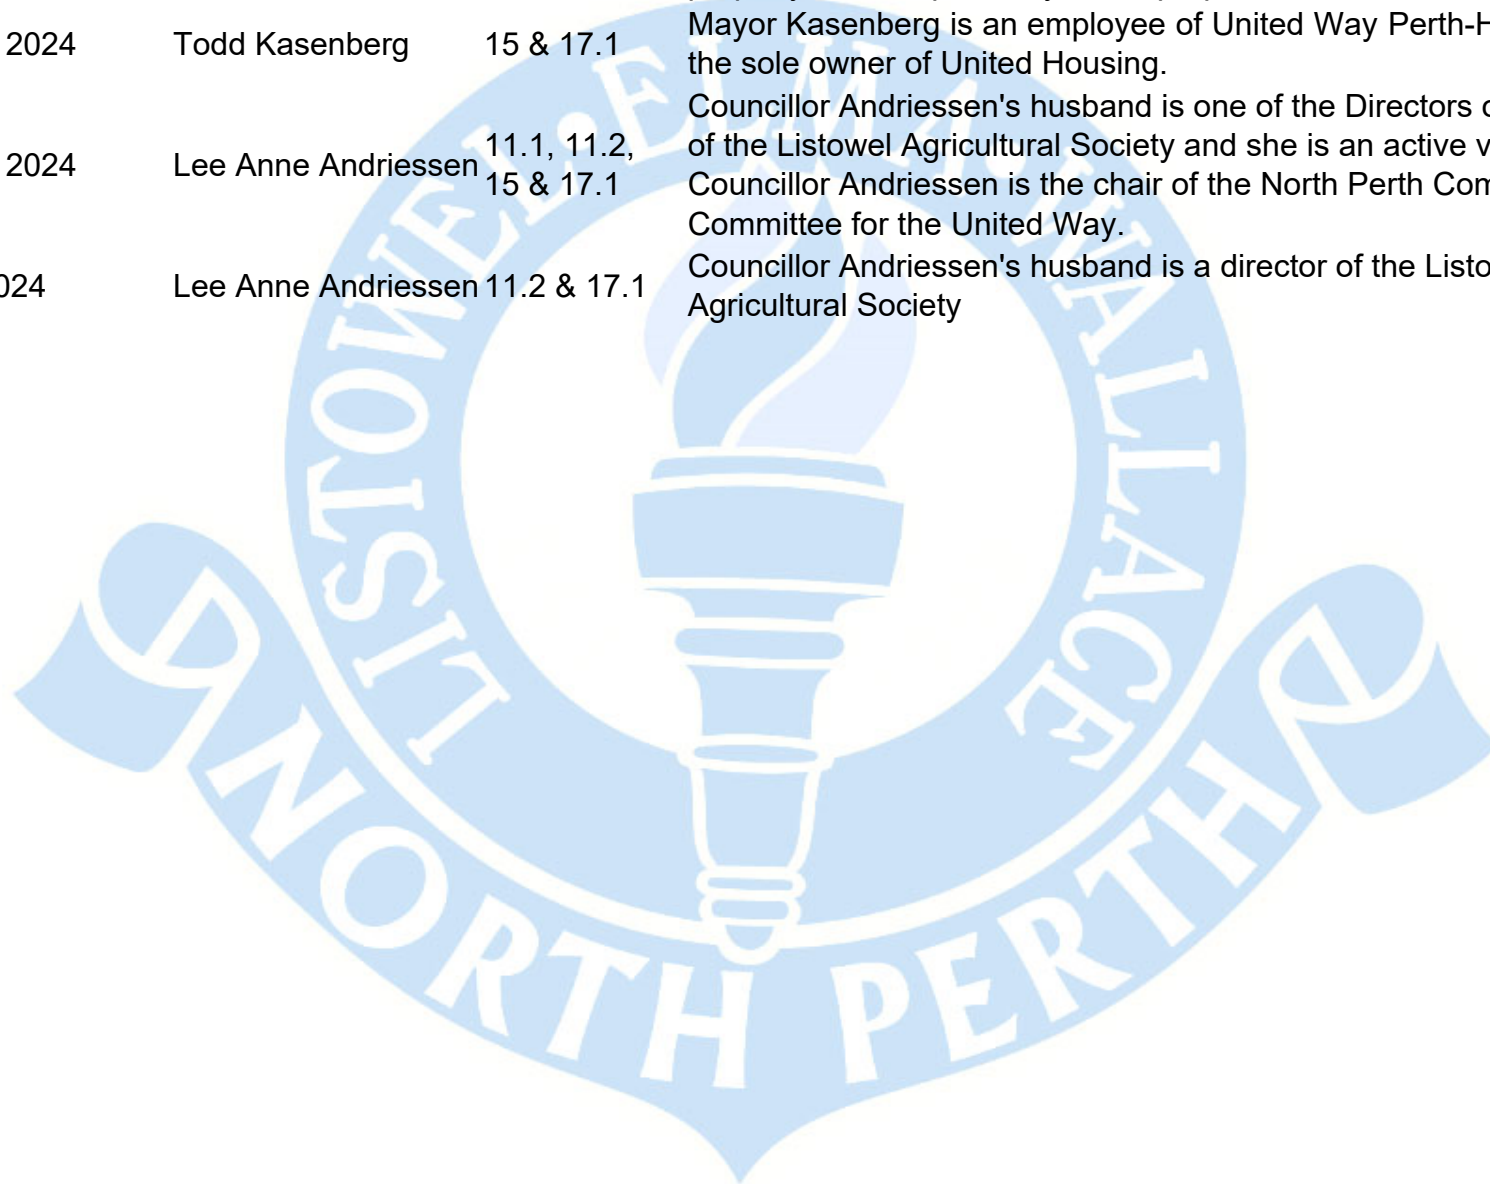 Mayor Kasenberg is an employee of United Way Perth-
2024 Todd Kasenberg 15 & 17.1
the sole owner of United Housing.
Councillor Andriessen's husband is one of the Directors
11.1, 11.2, of the Listowel Agricultural Society and she is an active
2024 Lee Anne Andriessen
15 & 17.1 Councillor Andriessen is the chair of the North Perth
Committee for the United Way.
Councillor Andriessen's husband is a director of the
024 Lee Anne Andriessen 11.2 & 17.1
Agricultural Society
LISTOWEL·ELMA·WALLACE
NORTH PERTH